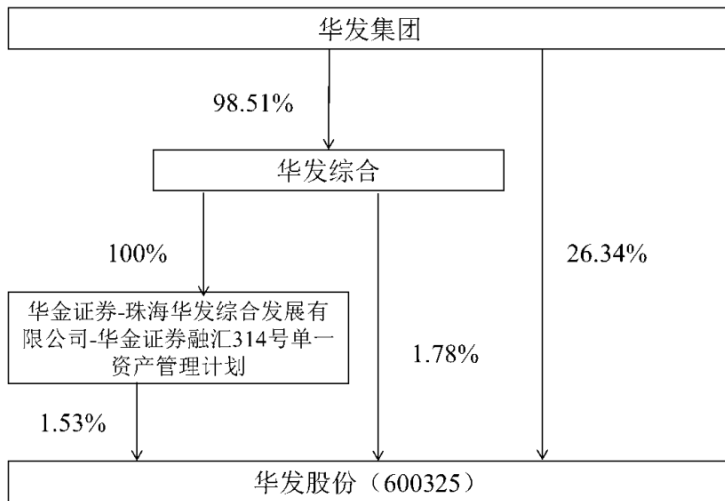 华发集团
98.51%
华发综合
100%
26.34%
华金证券-珠海华发综合发展有
限公司-华金证券融汇314号单一
资产管理计划
1.78%
1.53%
华发股份（600325）